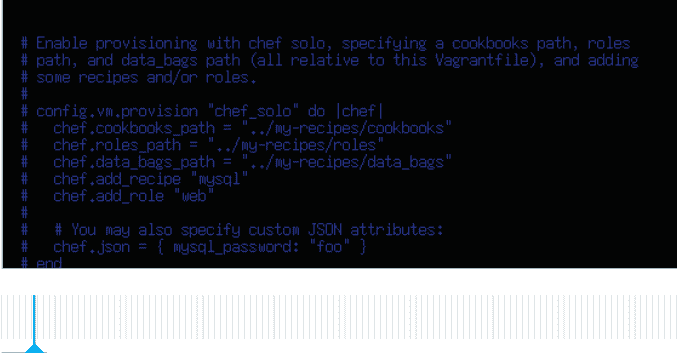 # Enable provisioning with chef solo, specifying a cookbooks path, roles
# path, and data_bags path (all relative to this Vagrantfile), and adding
# some recipes and/or roles.
#
# config.vm.provision "chef_solo" do |chef|
#   chef.cookbooks_path = "../my-recipes/cookbooks"
#   chef.roles_path = "../my-recipes/roles"
#   chef.data_bags_path = "../my-recipes/data_bags"
#   chef.add_recipe "mysql"
#   chef.add_role "web"
#
#   # You may also specify custom JSON attributes:
#   chef.json = { mysql_password: "foo" }
# end